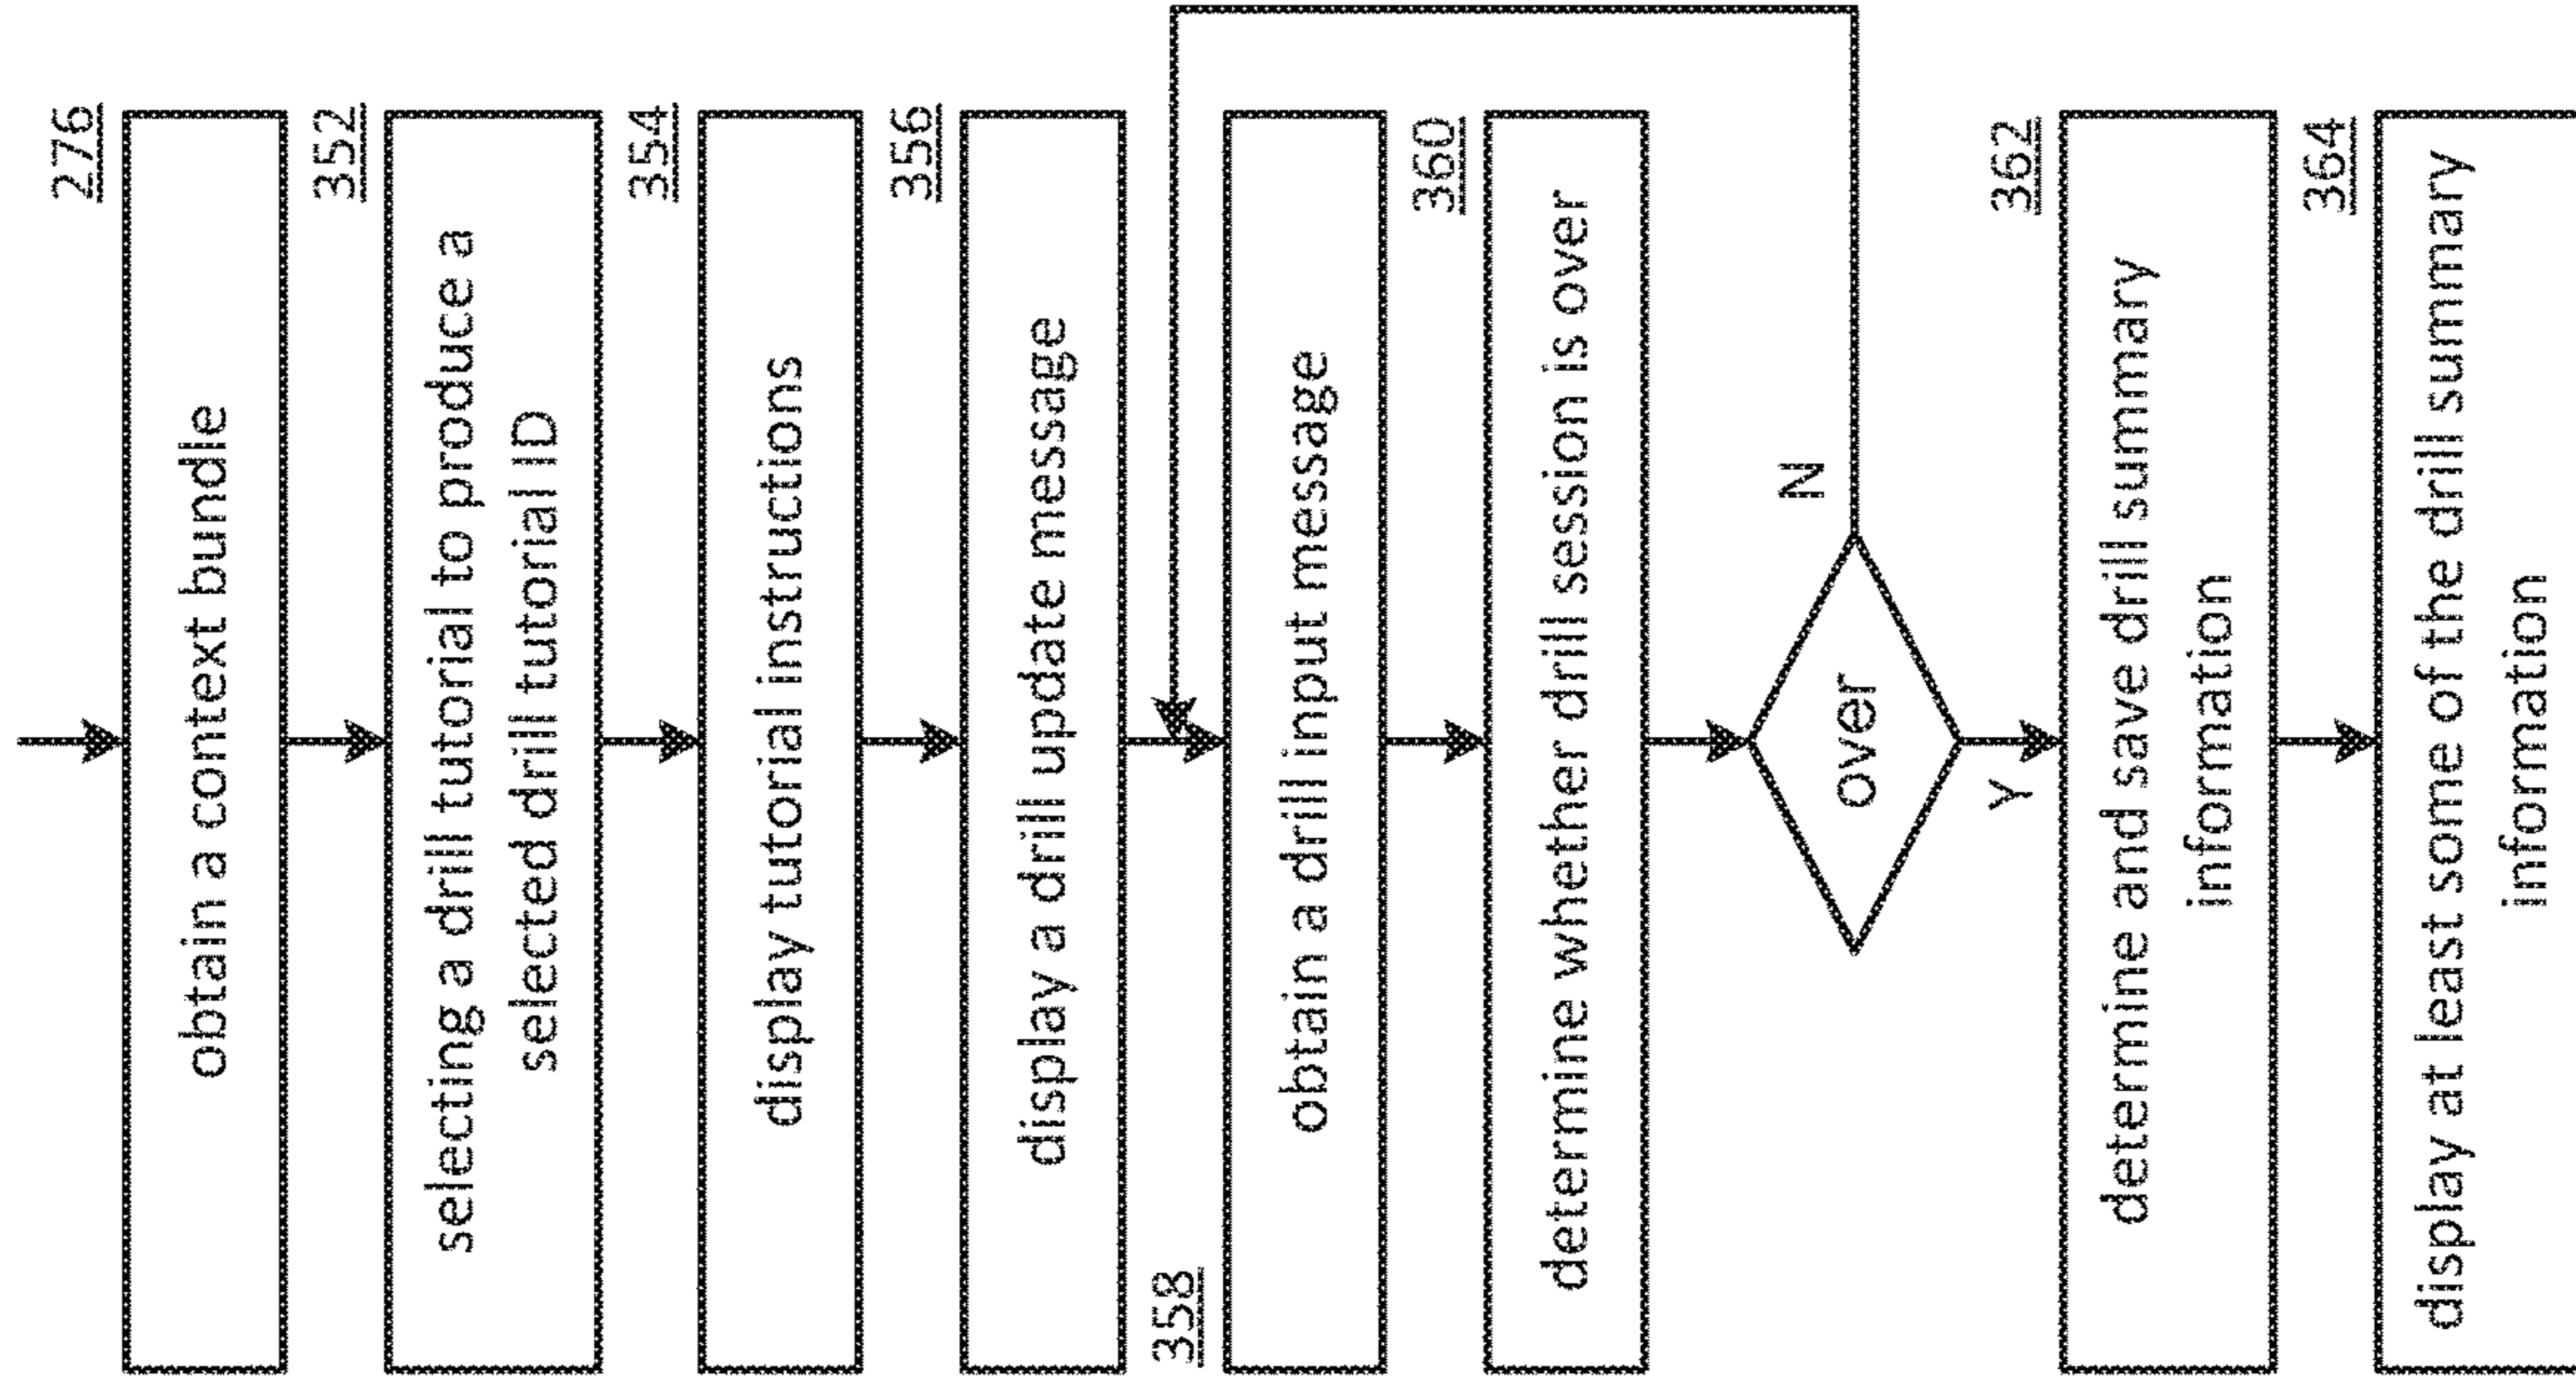 276
obtain a context bundle
352
selecting a drill tutorial to produce a
selected drill tutorial ID
354
display tutorial instructions
356
display a drill update message
358
obtain a drill input message
360
determine whether drill session is over
over
N
Y
362
determine and save drill summary
information
364
display at least some of the drill summary
information